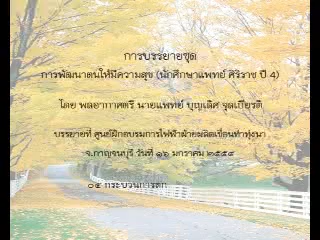 การบรรยายชุด
การพัฒนาตนให้มีความสุข (นักศึกษาแพทย์ ศิริราช ปี 4)
โดย พลอากาศตรี นายแพทย์ บุญเลิศ จุลเกียรติ
บรรยายที่ ศูนย์ฝึกอบรมการไฟฟ้าฝ่ายผลิตเขื่อนท่าทุ่งนา
จ.กาญจนบุรี วันที่ ๑๖ มกราคม ๒๕๕๔
๐๔ กระบวนการตก